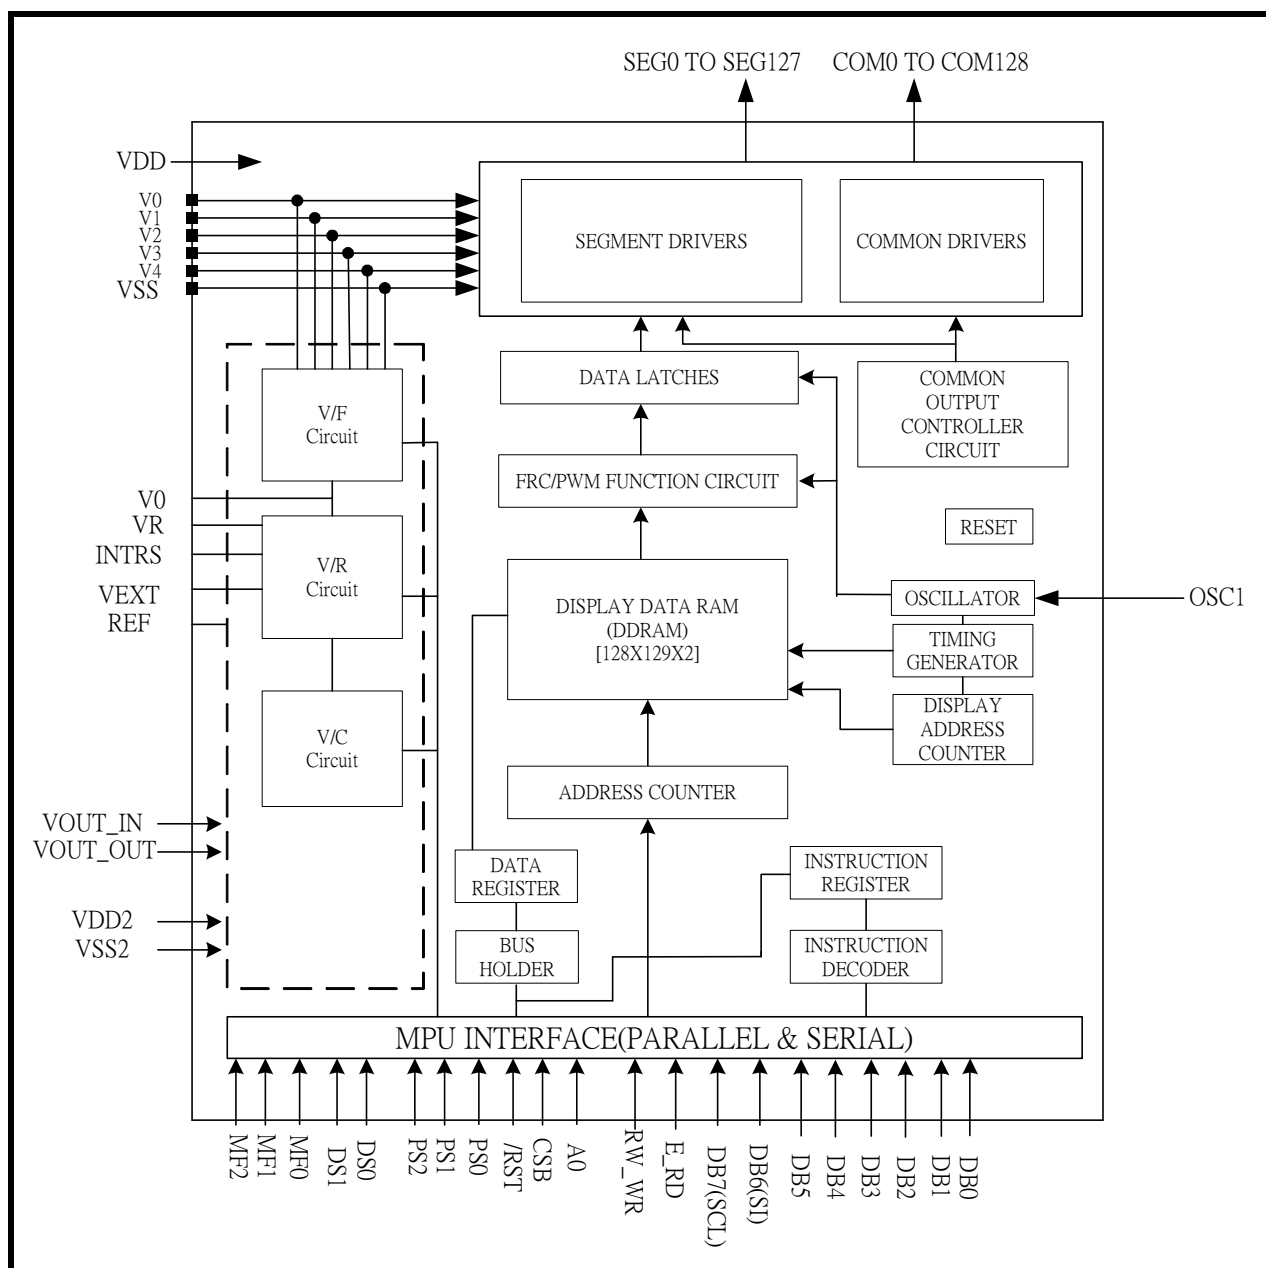 SEG0 TO SEG127
COM0 TO COM128
VDD
V0
V1
V2
V3
V4
VSS
SEGMENT DRIVERS
COMMON DRIVERS
DATA LATCHES
COMMON
OUTPUT
CONTROLLER
CIRCUIT
V/F
Circuit
FRC/PWM FUNCTION CIRCUIT
V0
VR
INTRS
VEXT
REF
V/R
Circuit
RESET
DISPLAY DATA RAM
(DDRAM)
[128X129X2]
OSCILLATOR
OSC1
TIMING
GENERATOR
DISPLAY
ADDRESS
COUNTER
V/C
Circuit
ADDRESS COUNTER
VOUT_IN
VOUT_OUT
DATA
REGISTER
INSTRUCTION
REGISTER
VDD2
VSS2
BUS
HOLDER
INSTRUCTION
DECODER
MPU INTERFACE(PARALLEL & SERIAL)
MF2
MF1
MF0
DS1
DS0
PS2
PS1
PS0
/RST
CSB
A0
RW_WR
E_RD
DB7(SCL)
DB6(SI)
DB5
DB4
DB3
DB2
DB1
DB0